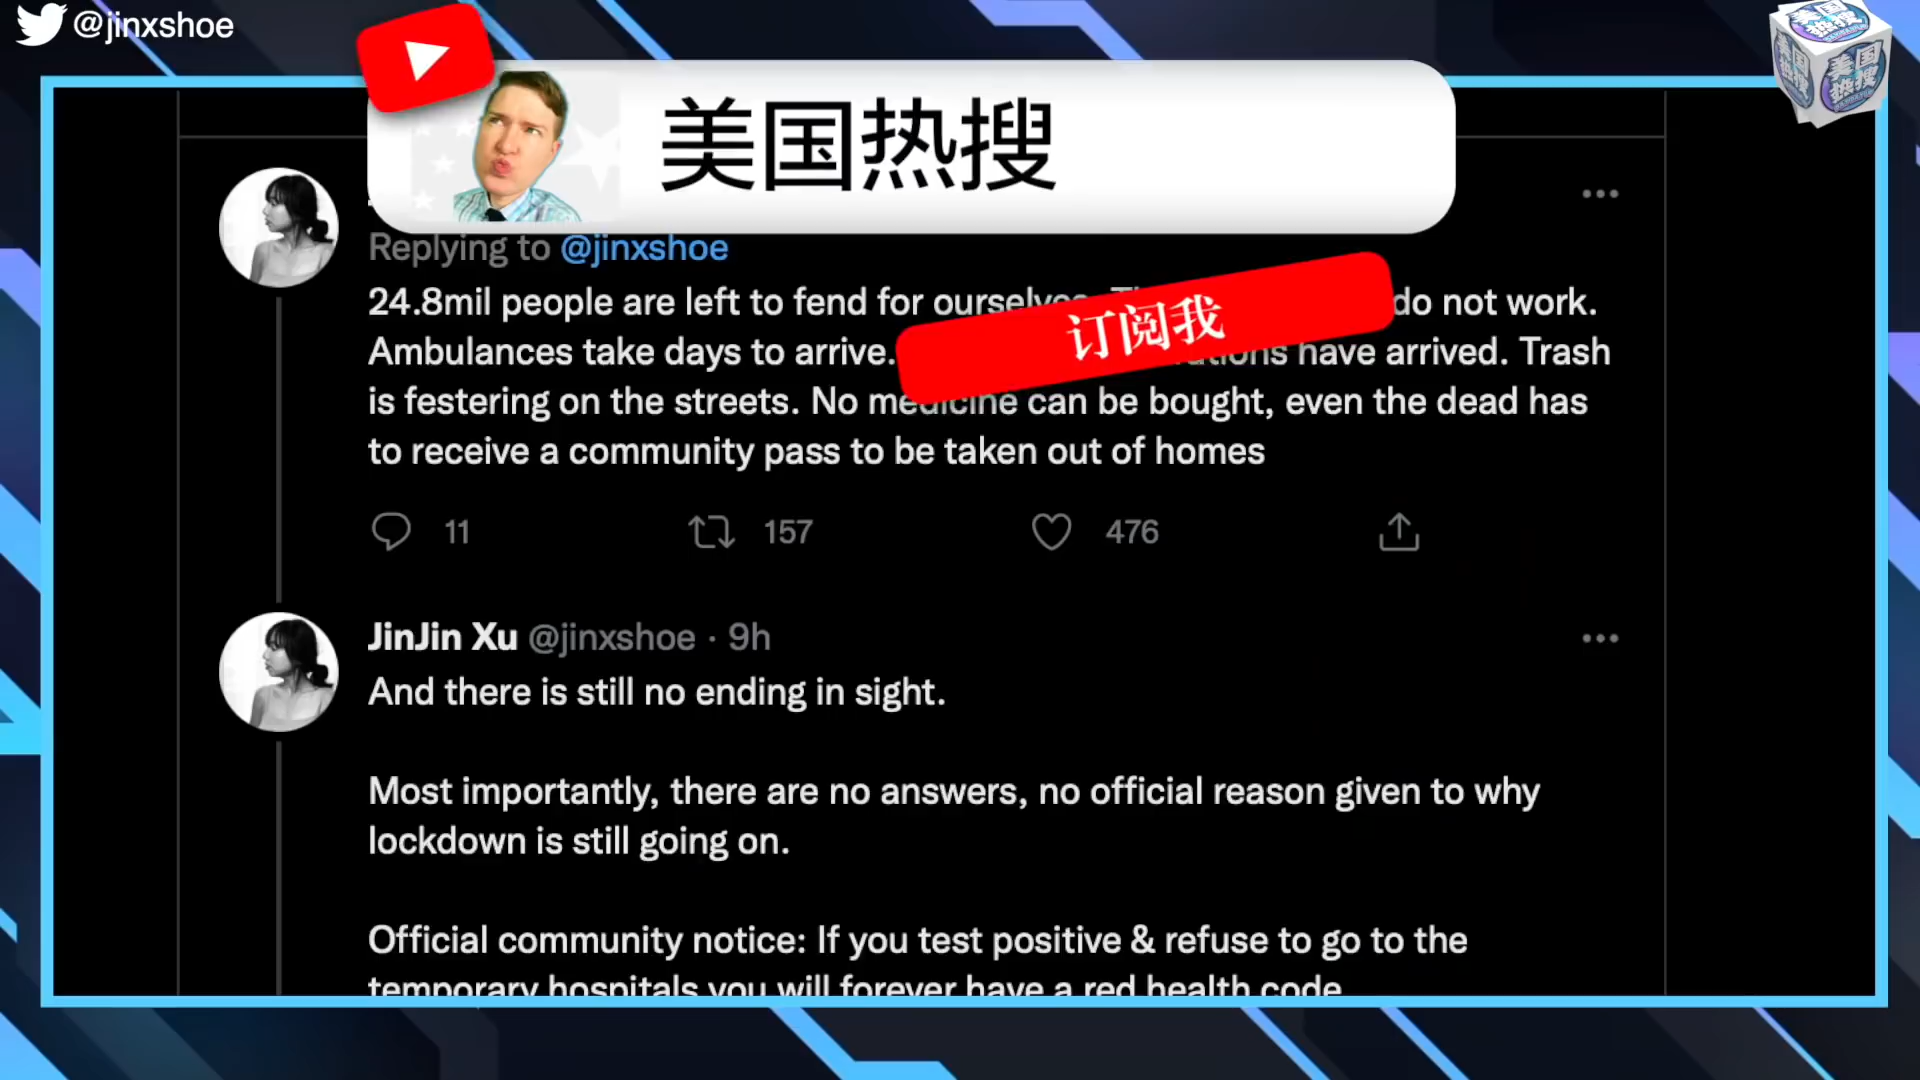 @jinxshoe
美国热搜
美国热搜
Replying to @jinxshoe
24.8mil people are left to fend for do not work.
订阅我
Ambulances take days to arrive. have arrived. Trash
is festering on the streets. No medicine can be bought, even the dead has
to receive a community pass to be taken out of homes
11 157 476
JinJin Xu @jinxshoe · 9h
And there is still no ending in sight.
Most importantly, there are no answers, no official reason given to why
lockdown is still going on.
Official community notice: If you test positive & refuse to go to the
temporary hospitals you will forever have a red health code